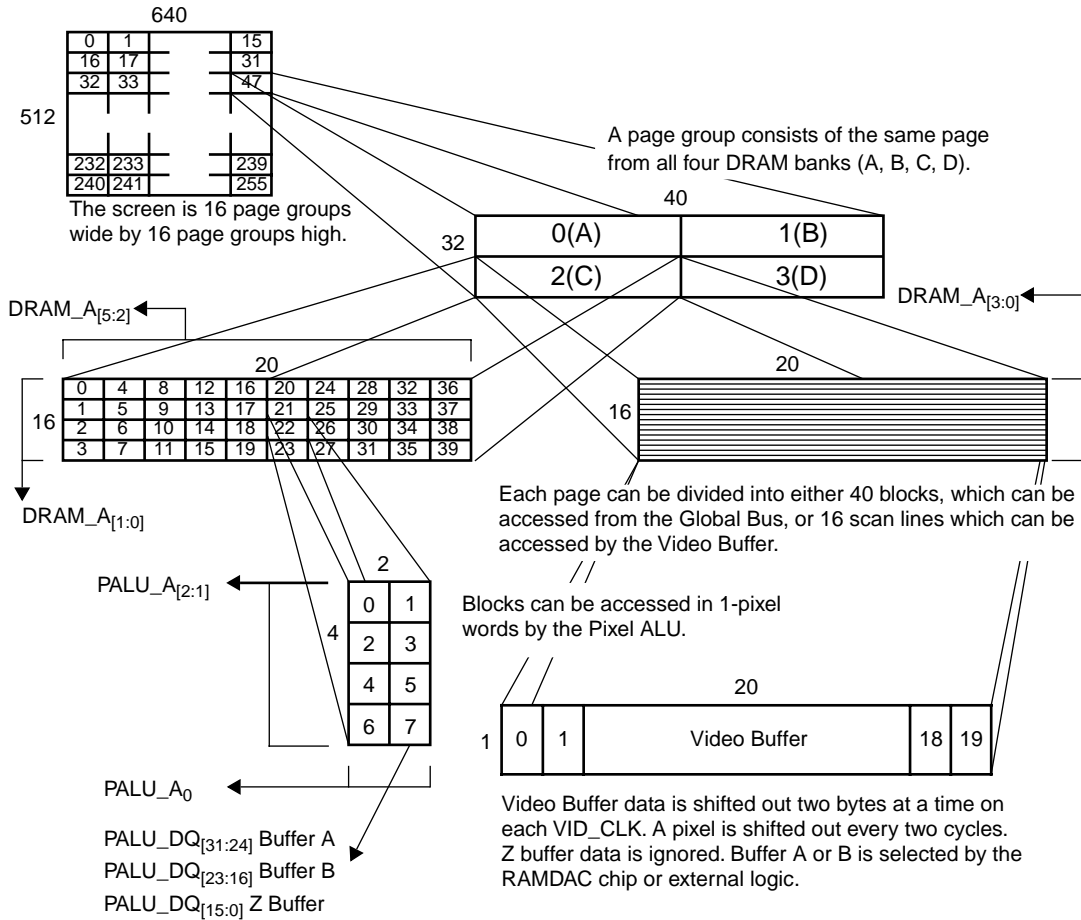 640
0 1 15
16 17 31
32 33 47
512
232 233 239
240 241 255
The screen is 16 page groups
wide by 16 page groups high.
A page group consists of the same page
from all four DRAM banks (A, B, C, D).
40
32
0(A) 1(B)
2(C) 3(D)
DRAM_A[5:2]
DRAM_A[3:0]
20
16
0 4 8 12 16 20 24 28 32 36
1 5 9 13 17 21 25 29 33 37
2 6 10 14 18 22 26 30 34 38
3 7 11 15 19 23 27 31 35 39
DRAM_A[1:0]
20
16
Each page can be divided into either 40 blocks, which can be
accessed from the Global Bus, or 16 scan lines which can be
accessed by the Video Buffer.
PALU_A[2:1]
2
4
0 1
2 3
4 5
6 7
Blocks can be accessed in 1-pixel
words by the Pixel ALU.
20
1
0 1 Video Buffer 18 19
PALU_A0
PALU_DQ[31:24] Buffer A
PALU_DQ[23:16] Buffer B
PALU_DQ[15:0] Z Buffer
Video Buffer data is shifted out two bytes at a time on
each VID_CLK. A pixel is shifted out every two cycles.
Z buffer data is ignored. Buffer A or B is selected by the
RAMDAC chip or external logic.